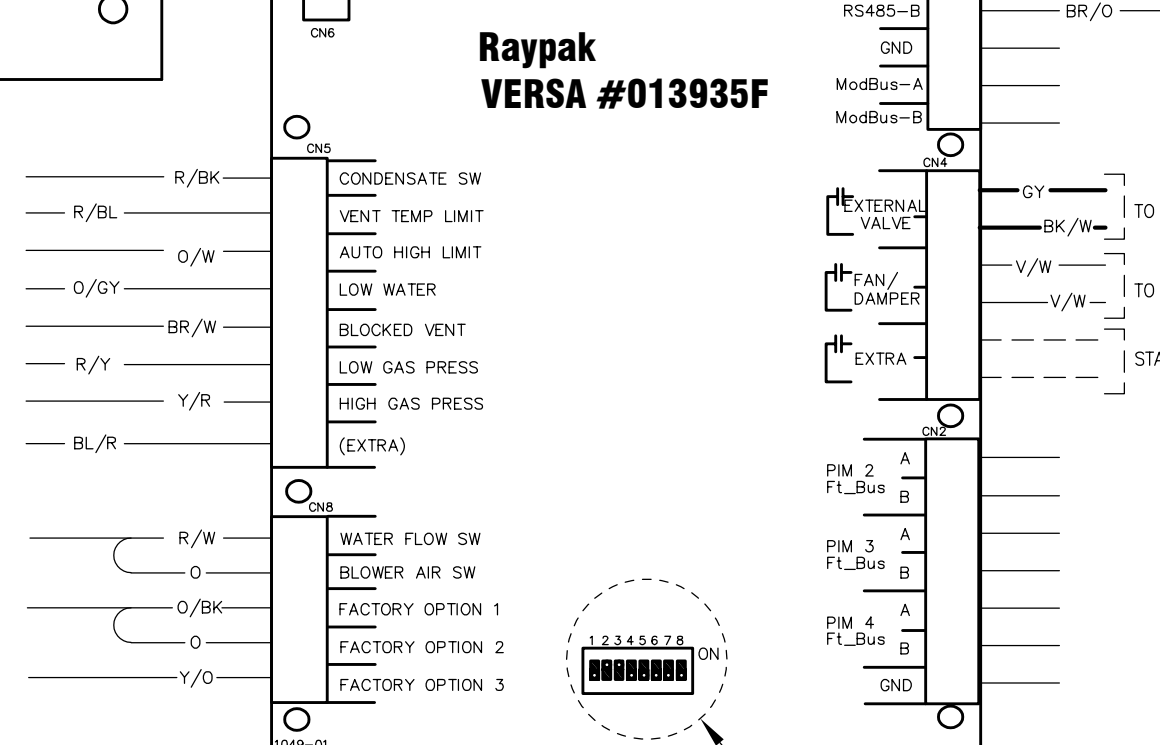 CN6
Raypak
VERSA #013935F
RS485-B
BR/O
GND
ModBus-A
ModBus-B
CN5
R/BK
CONDENSATE SW
R/BL
VENT TEMP LIMIT
O/W
AUTO HIGH LIMIT
O/GY
LOW WATER
BR/W
BLOCKED VENT
R/Y
LOW GAS PRESS
Y/R
HIGH GAS PRESS
BL/R
(EXTRA)
CN8
R/W
WATER FLOW SW
O
BLOWER AIR SW
O/BK
FACTORY OPTION 1
O
FACTORY OPTION 2
Y/O
FACTORY OPTION 3
1049-01
1 2 3 4 5 6 7 8
ON
CN4
EXTERNAL
VALVE
GY
BK/W
TO
FAN/
DAMPER
V/W
V/W
TO
EXTRA
STA
CN2
PIM 2
Ft_Bus
A
B
PIM 3
Ft_Bus
A
B
PIM 4
Ft_Bus
A
B
GND